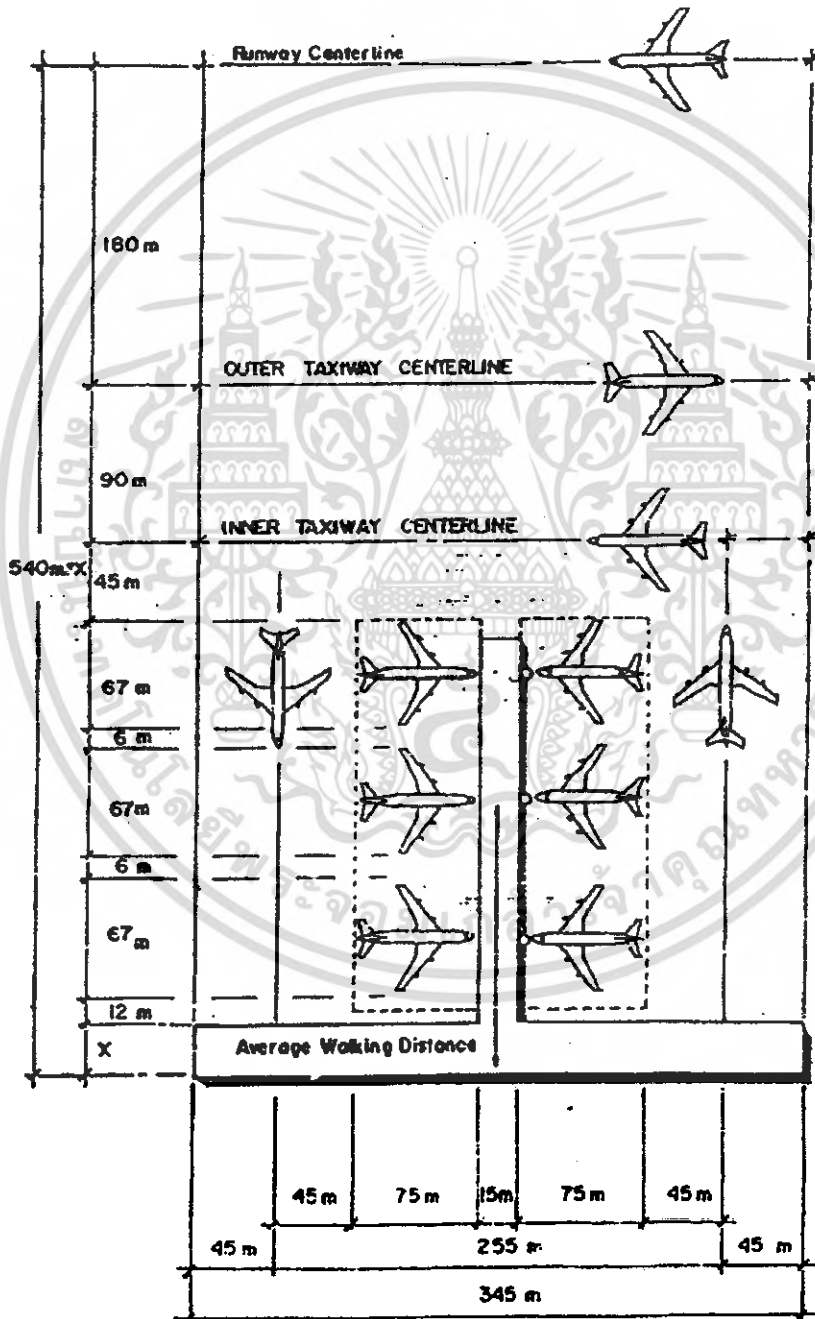 Runway Centerline
180 m
OUTER TAXIWAY CENTERLINE
90 m
INNER TAXIWAY CENTERLINE
540m+X
45 m
67 m
6 m
67m
6 m
67m
12 m
X
Average Walking Distance
45 m
75 m
15m
75 m
45 m
45 m
255 m
45 m
345 m